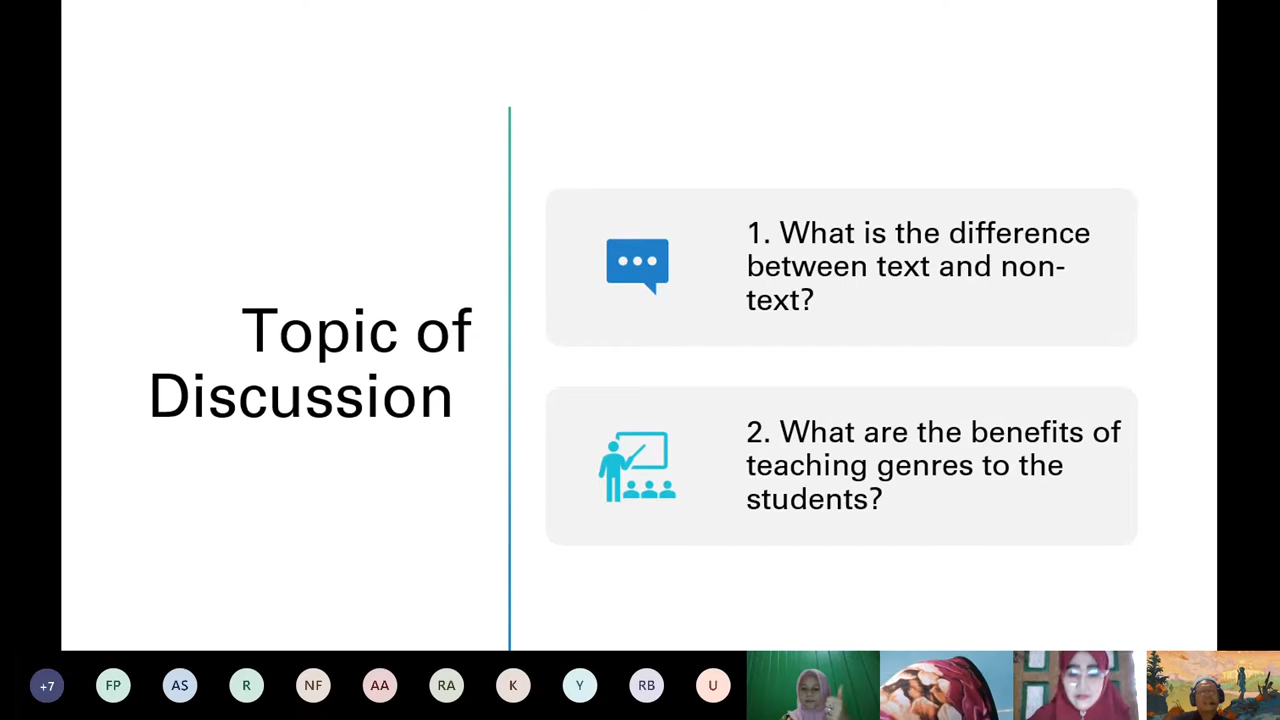 Topic of
Discussion
1. What is the difference
between text and non-
text?
2. What are the benefits of
teaching genres to the
students?
+7
FP
AS
R
NF
AA
RA
K
Y
RB
U